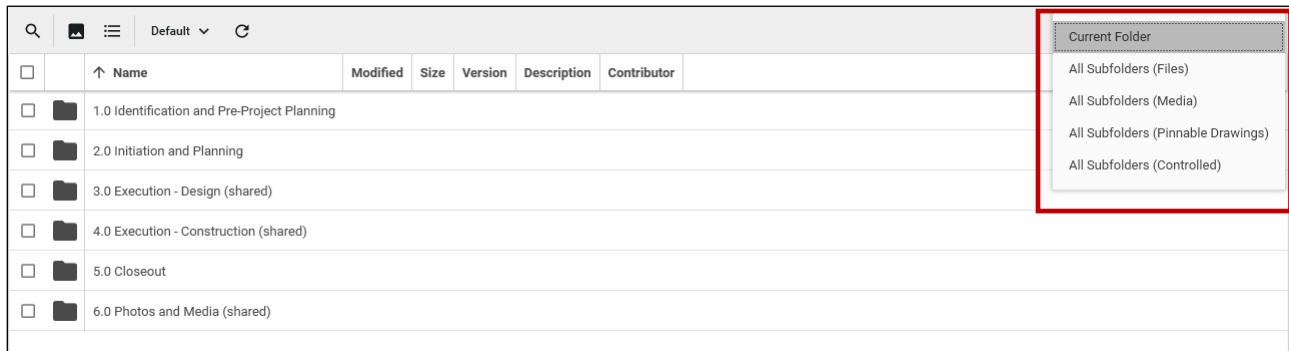 Default
Current Folder
All Subfolders (Files)
All Subfolders (Media)
All Subfolders (Pinnable Drawings)
All Subfolders (Controlled)
Name Modified Size Version Description Contributor
1.0 Identification and Pre-Project Planning
2.0 Initiation and Planning
3.0 Execution - Design (shared)
4.0 Execution - Construction (shared)
5.0 Closeout
6.0 Photos and Media (shared)